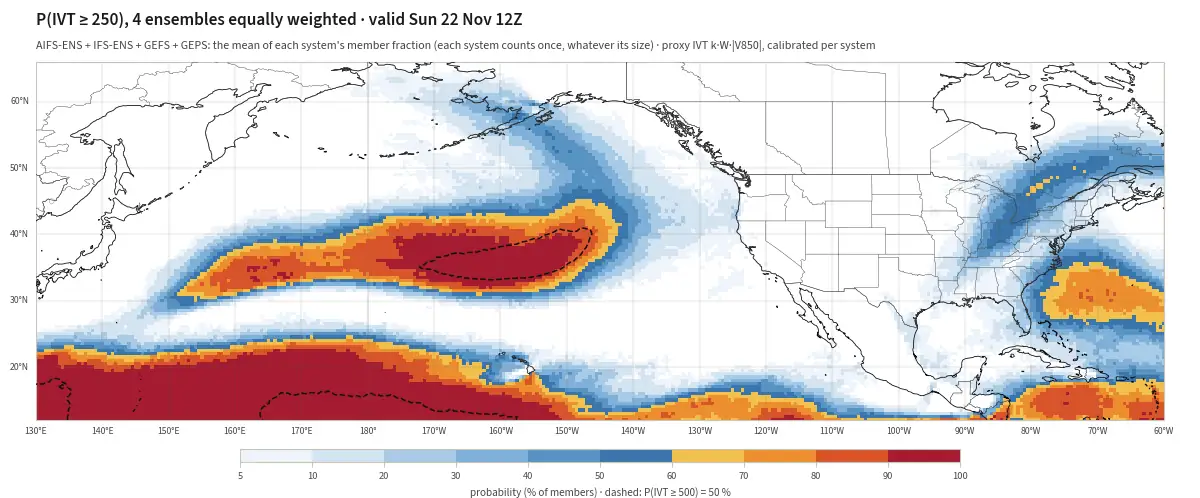 P(IVT ≥ 250), 4 ensembles equally weighted · valid Sun 22 Nov 12Z
AIFS-ENS + IFS-ENS + GEFS + GEPS: the mean of each system's member fraction (each system counts once, whatever its size) · proxy IVT k·W·|V850|, calibrated per system
60°N
50°N
40°N
30°N
20°N
130°E 140°E 150°E 160°E 170°E 180° 170°W 160°W 150°W 140°W 130°W 120°W 110°W 100°W 90°W 80°W 70°W 60°W
5 10 20 30 40 50 60 70 80 90 100
probability (% of members) · dashed: P(IVT ≥ 500) = 50 %